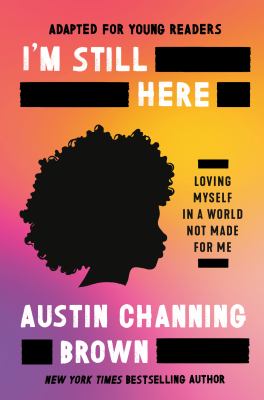 ADAPTED FOR YOUNG READERS
I'M STILL
HERE
LOVING
MYSELF
IN A WORLD
NOT MADE
FOR ME
AUSTIN CHANNING
BROWN
NEW YORK TIMES BESTSELLING AUTHOR